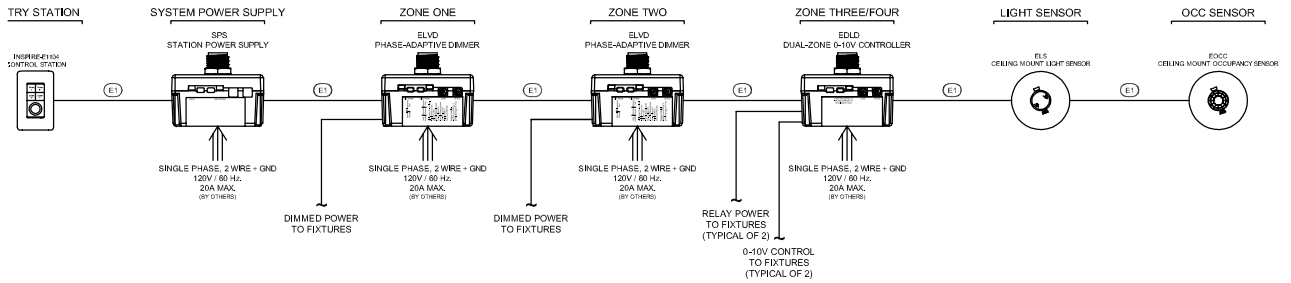 TRY STATION
SYSTEM POWER SUPPLY
ZONE ONE
ZONE TWO
ZONE THREE/FOUR
LIGHT SENSOR
OCC SENSOR
INSPIRE-E1104
CONTROL STATION
SPS
STATION POWER SUPPLY
ELVD
PHASE-ADAPTIVE DIMMER
ELVD
PHASE-ADAPTIVE DIMMER
EDLD
DUAL-ZONE 0-10V CONTROLLER
ELS
CEILING MOUNT LIGHT SENSOR
EOCC
CEILING MOUNT OCCUPANCY SENSOR
E1
E1
E1
E1
E1
E1
SINGLE PHASE, 2 WIRE + GND
120V / 60 Hz.
20A MAX.
(BY OTHERS)
SINGLE PHASE, 2 WIRE + GND
120V / 60 Hz.
20A MAX.
(BY OTHERS)
SINGLE PHASE, 2 WIRE + GND
120V / 60 Hz.
20A MAX.
(BY OTHERS)
SINGLE PHASE, 2 WIRE + GND
120V / 60 Hz.
20A MAX.
(BY OTHERS)
DIMMED POWER
TO FIXTURES
DIMMED POWER
TO FIXTURES
RELAY POWER
TO FIXTURES
(TYPICAL OF 2)
0-10V CONTROL
TO FIXTURES
(TYPICAL OF 2)